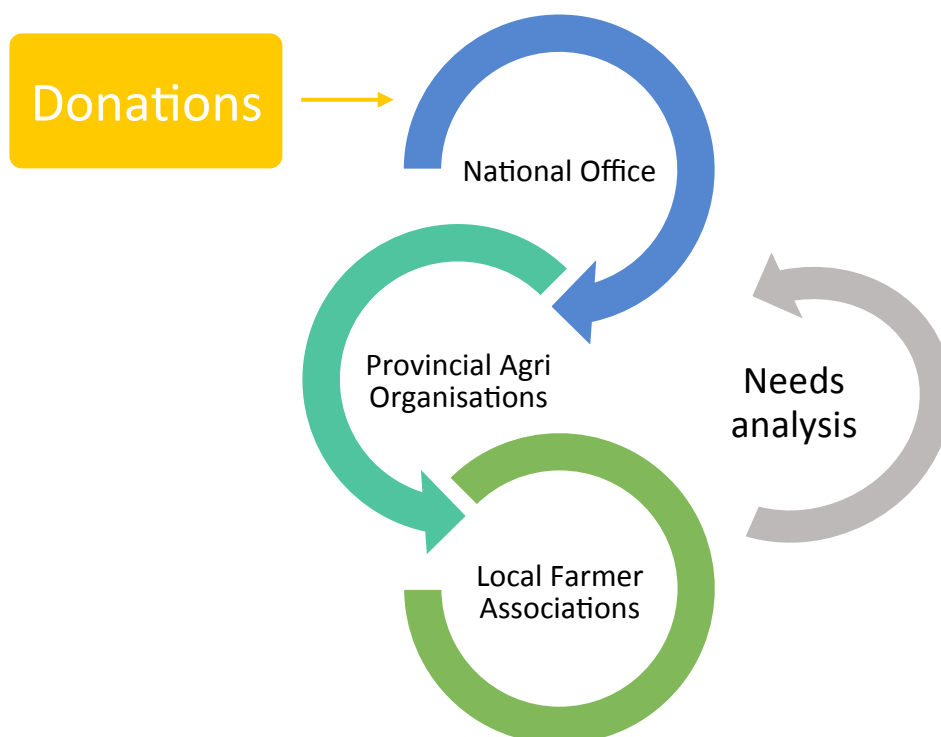 Donations
National Office
Provincial Agri
Organisations
Needs
analysis
Local Farmer
Associations